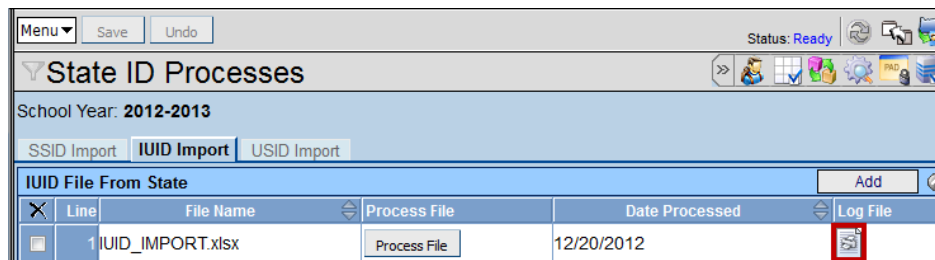 Menu Save Undo Status: Ready
State ID Processes PAD
School Year: 2012-2013
SSID Import IUID Import USID Import
IUID File From State Add
X Line File Name Process File Date Processed Log File
1 IUID_IMPORT.xlsx Process File 12/20/2012